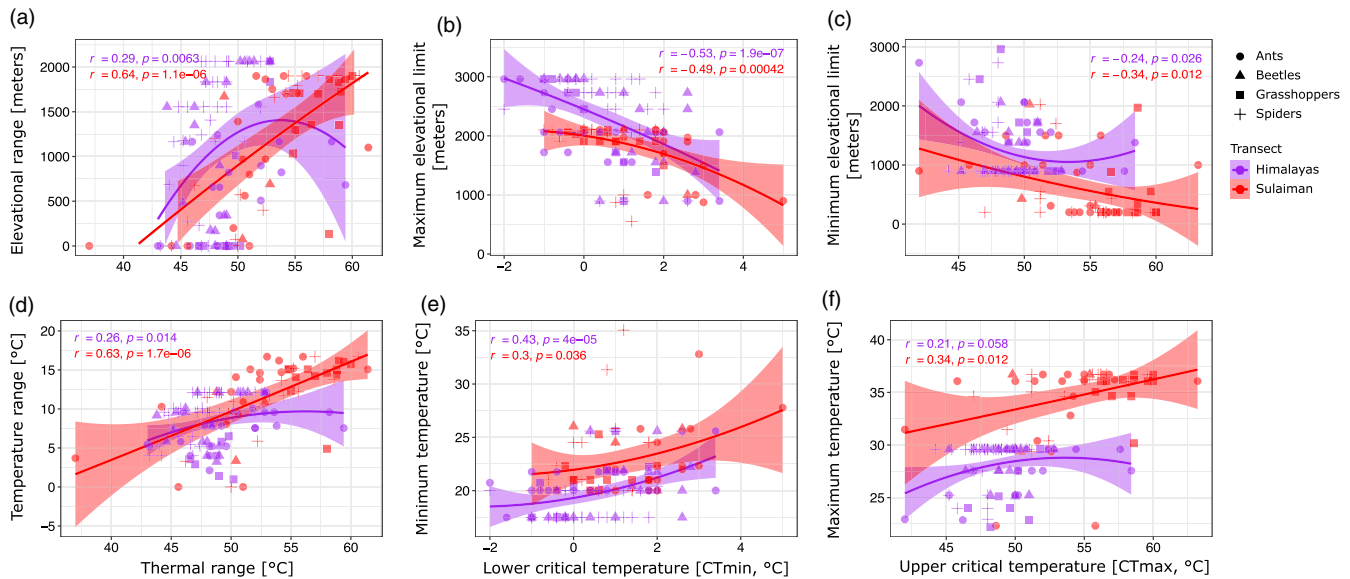 (a)
r = 0.29, p = 0.0063
r = 0.64, p = 1.1e−06
Elevational range [meters]
2000
1500
1000
500
0
40
45
50
55
60
(b)
r = −0.53, p = 1.9e−07
r = −0.49, p = 0.00042
Maximum elevational limit
[meters]
4000
3000
2000
1000
0
−2
0
2
4
(c)
r = −0.24, p = 0.026
r = −0.34, p = 0.012
Minimum elevational limit
[meters]
3000
2000
1000
0
45
50
55
60
Ants
Beetles
Grasshoppers
Spiders
Transect
Himalayas
Sulaiman
(d)
r = 0.26, p = 0.014
r = 0.63, p = 1.7e−06
Temperature range [°C]
20
15
10
5
0
−5
40
45
50
55
60
Thermal range [°C]
(e)
r = 0.43, p = 4e−05
r = 0.3, p = 0.036
Minimum temperature [°C]
35
30
25
20
−2
0
2
4
Lower critical temperature [CTmin, °C]
(f)
r = 0.21, p = 0.058
r = 0.34, p = 0.012
Maximum temperature [°C]
40
35
30
25
45
50
55
60
Upper critical temperature [CTmax, °C]